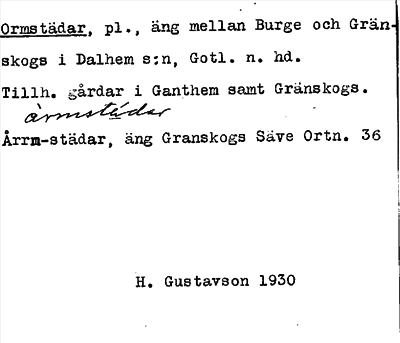 Ormstädar, pl., äng mellan Burge och Grän-
skogs i Dalhem s:n, Gotl. n. hd.
Tillh. gårdar i Ganthem samt Gränskogs.
ärmstädar
Årrm-städar, äng Granskogs Säve Ortn. 36
H. Gustavson 1930